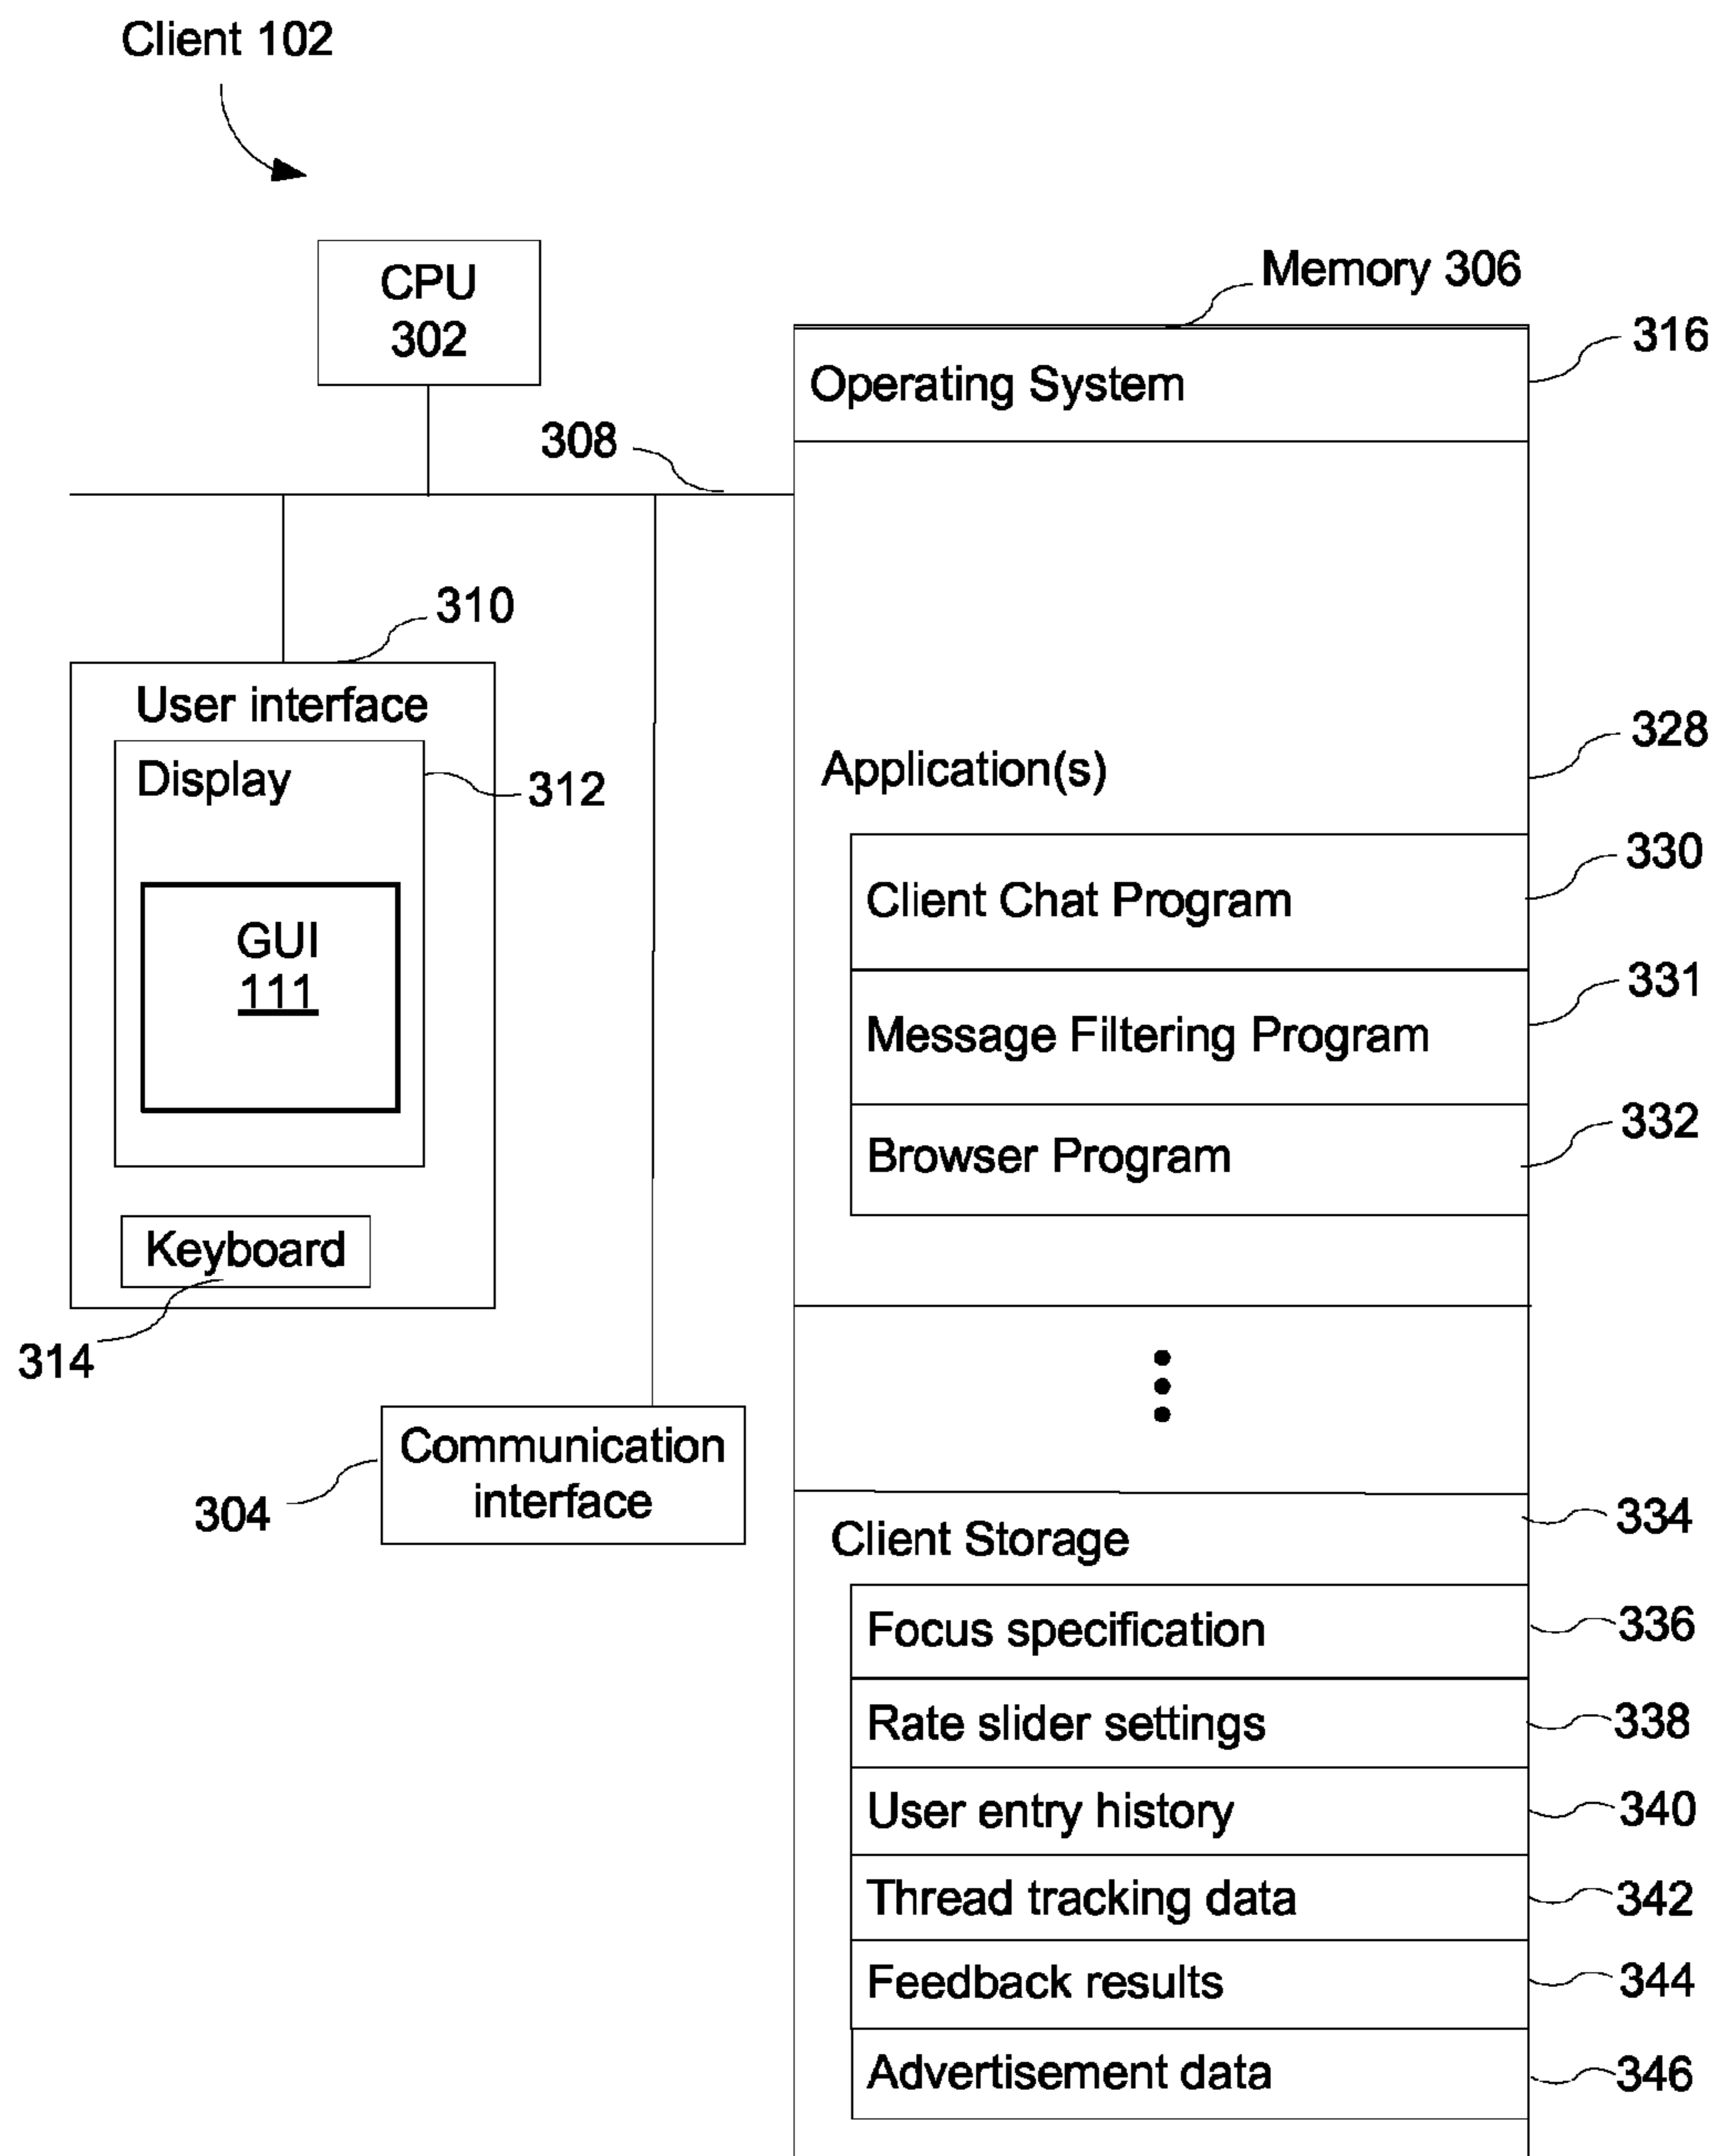 Client 102
CPU
302
Memory 306
316
Operating System
308
310
User interface
328
Display
312
Application(s)
330
Client Chat Program
GUI
111
331
Message Filtering Program
332
Browser Program
Keyboard
314
Communication
interface
304
334
Client Storage
Focus specification
336
Rate slider settings
338
User entry history
340
Thread tracking data
342
Feedback results
344
Advertisement data
346